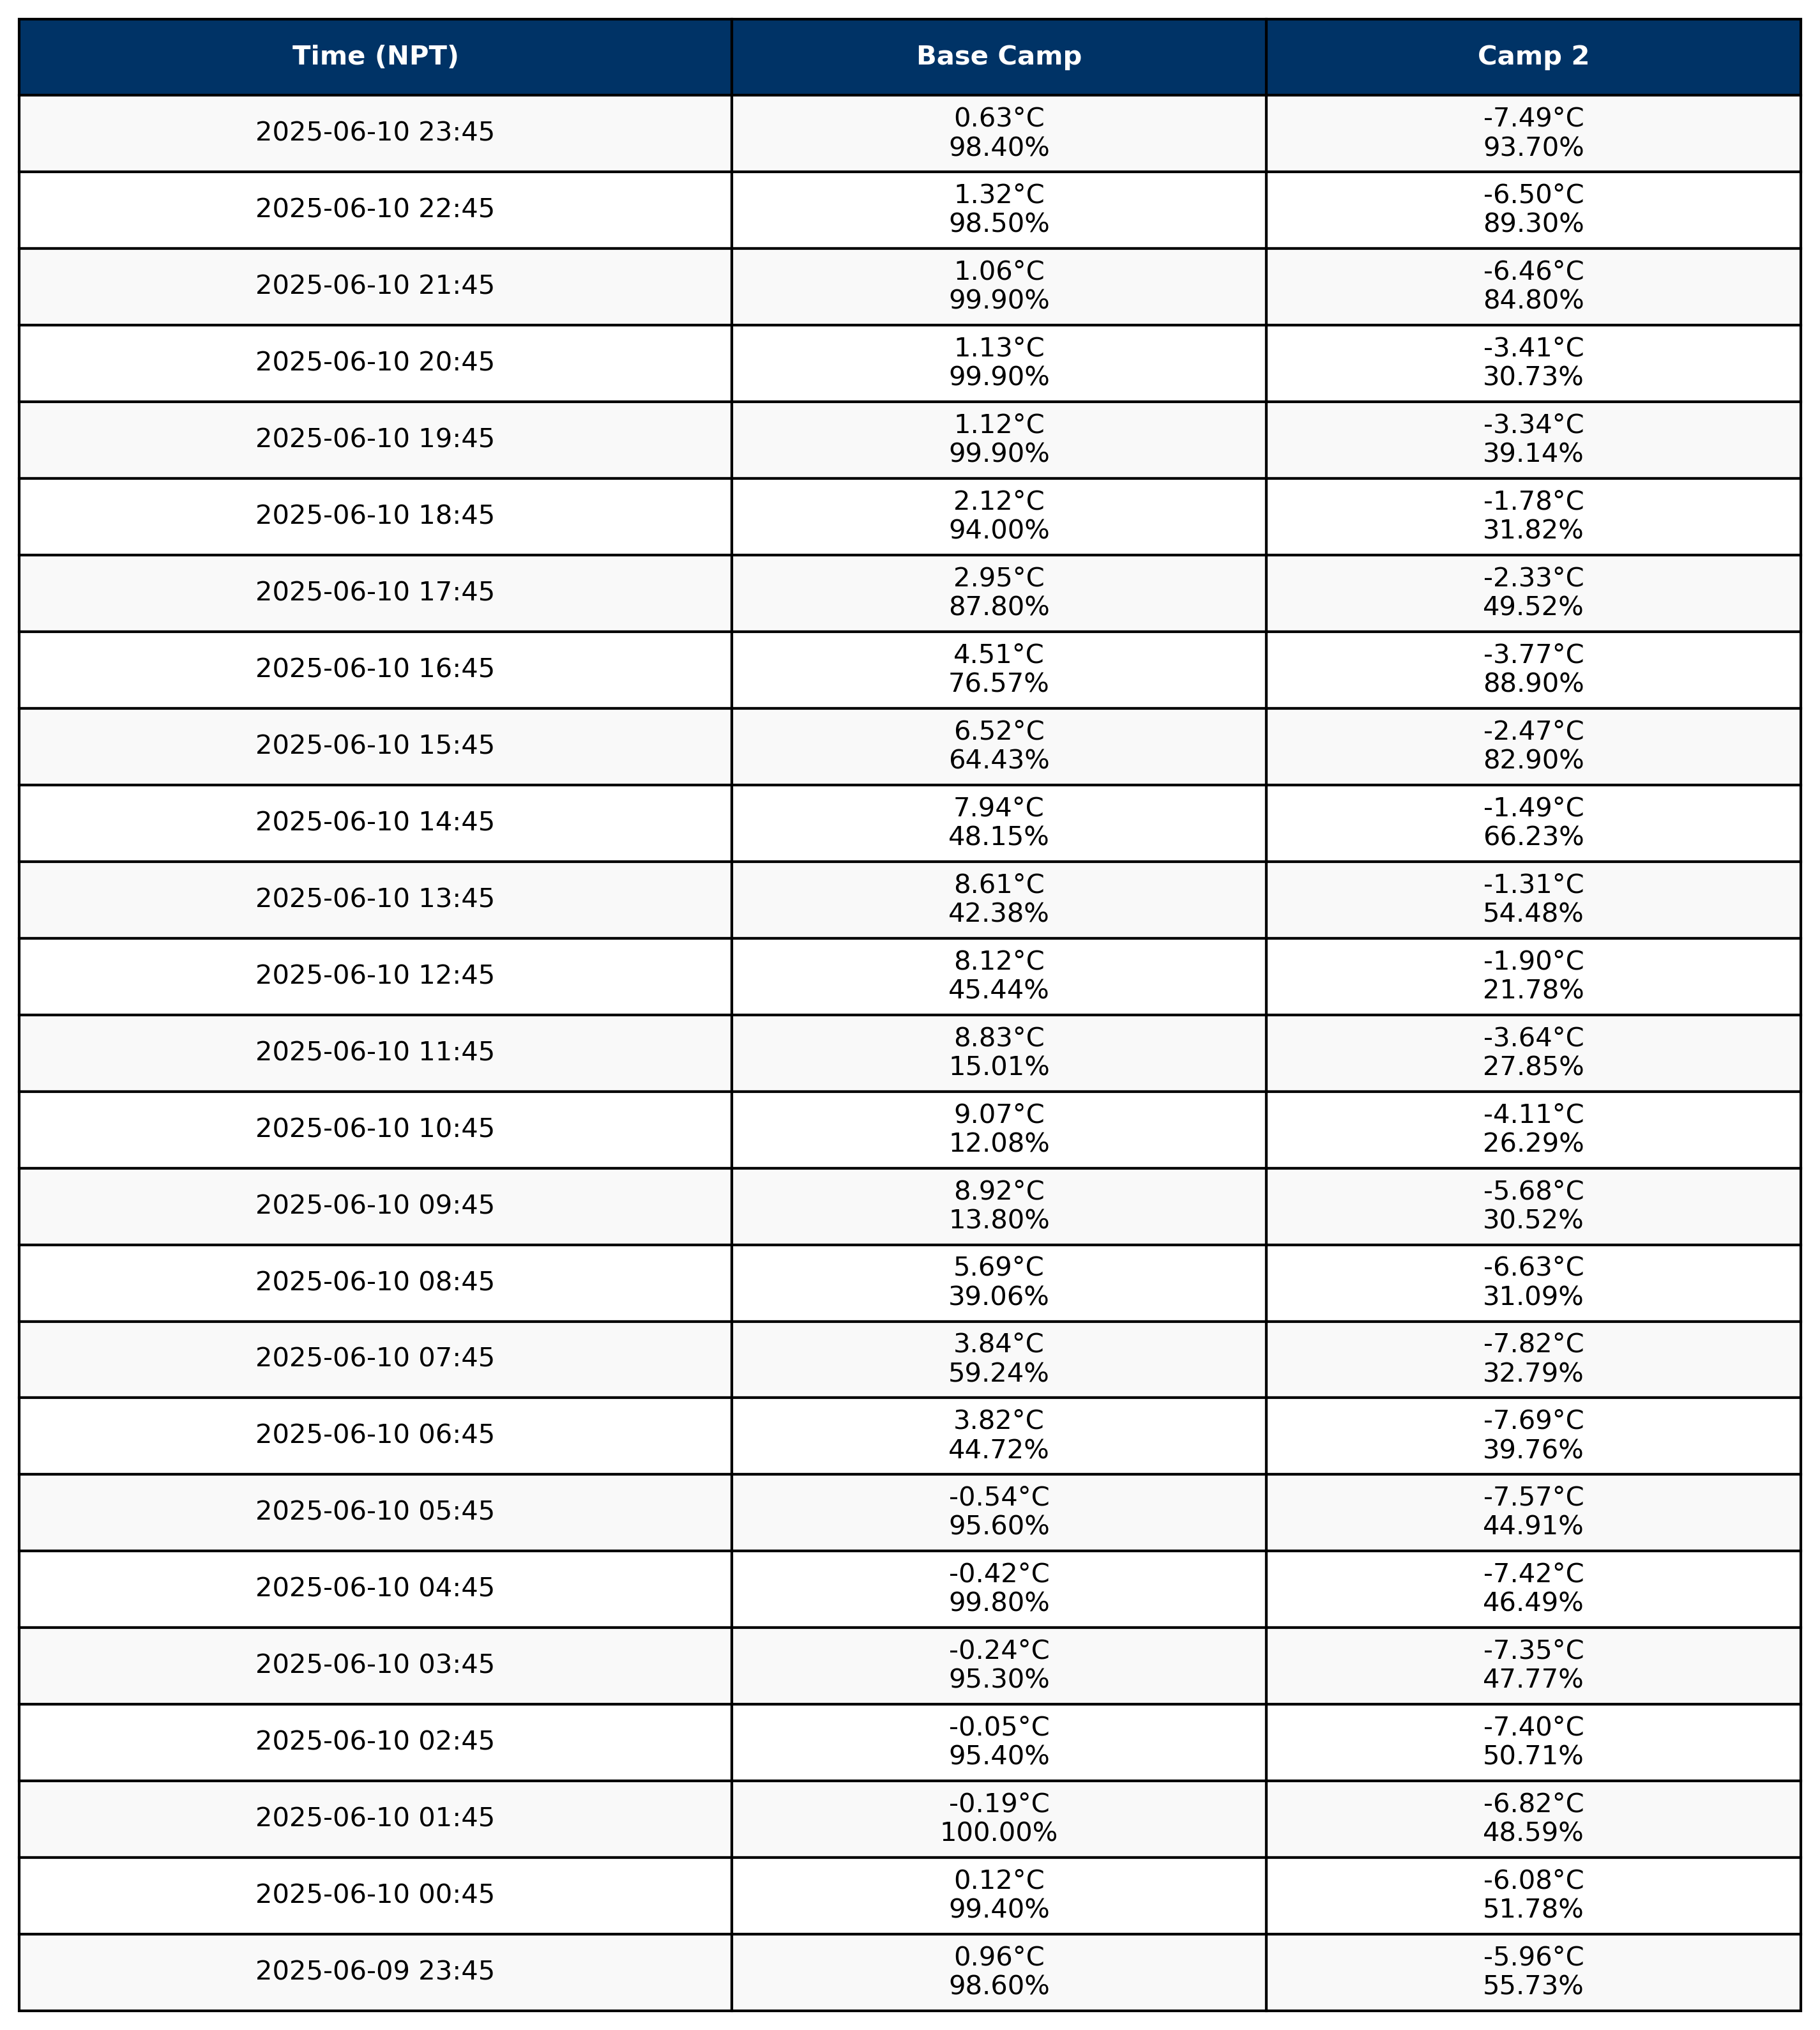 Time (NPT) Base Camp Camp 2
2025-06-10 23:45 0.63°C -7.49°C
98.40% 93.70%
2025-06-10 22:45 1.32°C -6.50°C
98.50% 89.30%
2025-06-10 21:45 1.06°C -6.46°C
99.90% 84.80%
2025-06-10 20:45 1.13°C -3.41°C
99.90% 30.73%
2025-06-10 19:45 1.12°C -3.34°C
99.90% 39.14%
2025-06-10 18:45 2.12°C -1.78°C
94.00% 31.82%
2025-06-10 17:45 2.95°C -2.33°C
87.80% 49.52%
2025-06-10 16:45 4.51°C -3.77°C
76.57% 88.90%
2025-06-10 15:45 6.52°C -2.47°C
64.43% 82.90%
2025-06-10 14:45 7.94°C -1.49°C
48.15% 66.23%
2025-06-10 13:45 8.61°C -1.31°C
42.38% 54.48%
2025-06-10 12:45 8.12°C -1.90°C
45.44% 21.78%
2025-06-10 11:45 8.83°C -3.64°C
15.01% 27.85%
2025-06-10 10:45 9.07°C -4.11°C
12.08% 26.29%
2025-06-10 09:45 8.92°C -5.68°C
13.80% 30.52%
2025-06-10 08:45 5.69°C -6.63°C
39.06% 31.09%
2025-06-10 07:45 3.84°C -7.82°C
59.24% 32.79%
2025-06-10 06:45 3.82°C -7.69°C
44.72% 39.76%
2025-06-10 05:45 -0.54°C -7.57°C
95.60% 44.91%
2025-06-10 04:45 -0.42°C -7.42°C
99.80% 46.49%
2025-06-10 03:45 -0.24°C -7.35°C
95.30% 47.77%
2025-06-10 02:45 -0.05°C -7.40°C
95.40% 50.71%
2025-06-10 01:45 -0.19°C -6.82°C
100.00% 48.59%
2025-06-10 00:45 0.12°C -6.08°C
99.40% 51.78%
2025-06-09 23:45 0.96°C -5.96°C
98.60% 55.73%